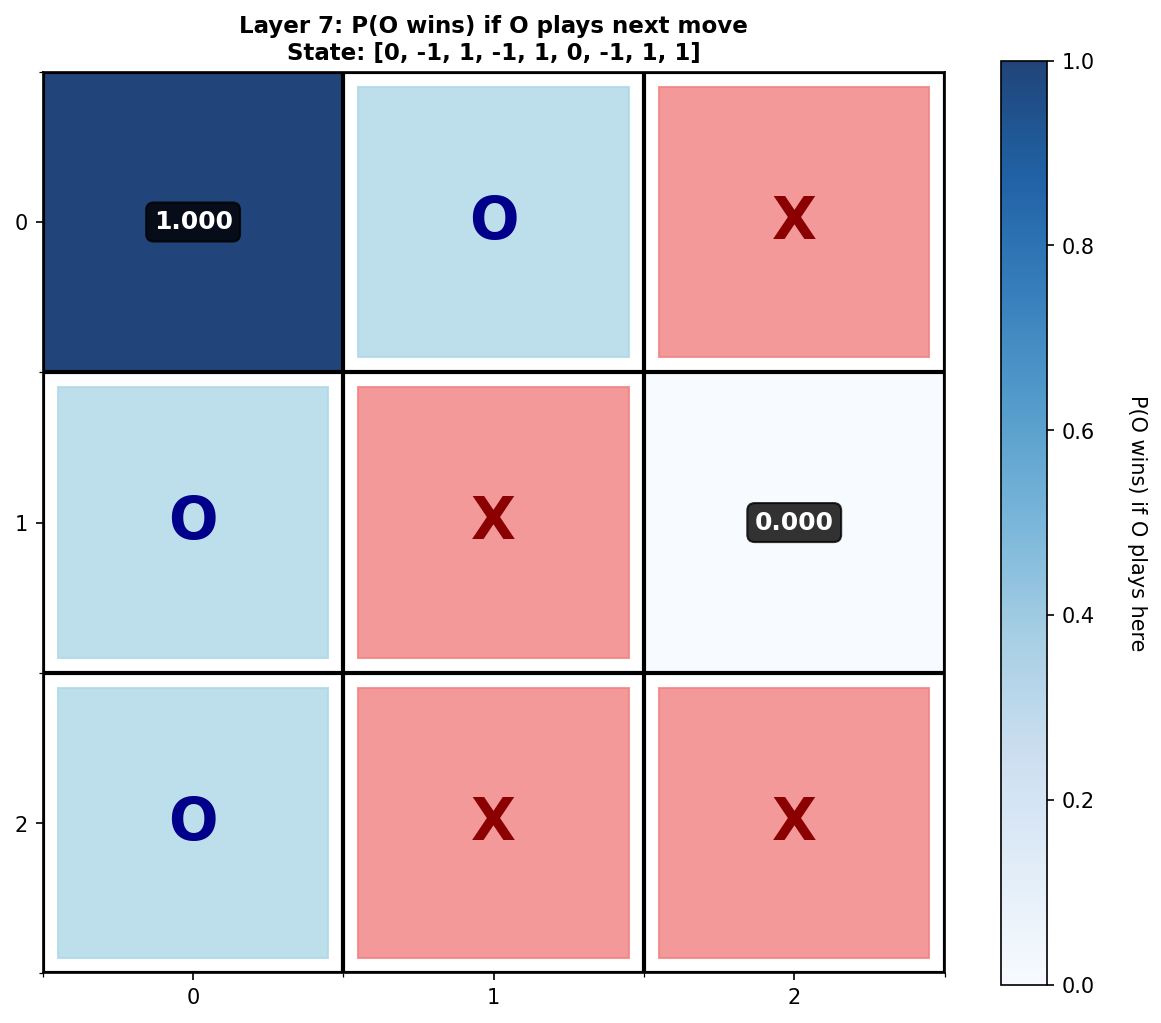 Layer 7: P(O wins) if O plays next move
State: [0, -1, 1, -1, 1, 0, -1, 1, 1]
0
1.000
O
X
1
O
X
0.000
2
O
X
X
0
1
2
1.0
0.8
0.6
0.4
0.2
0.0
P(O wins) if O plays here